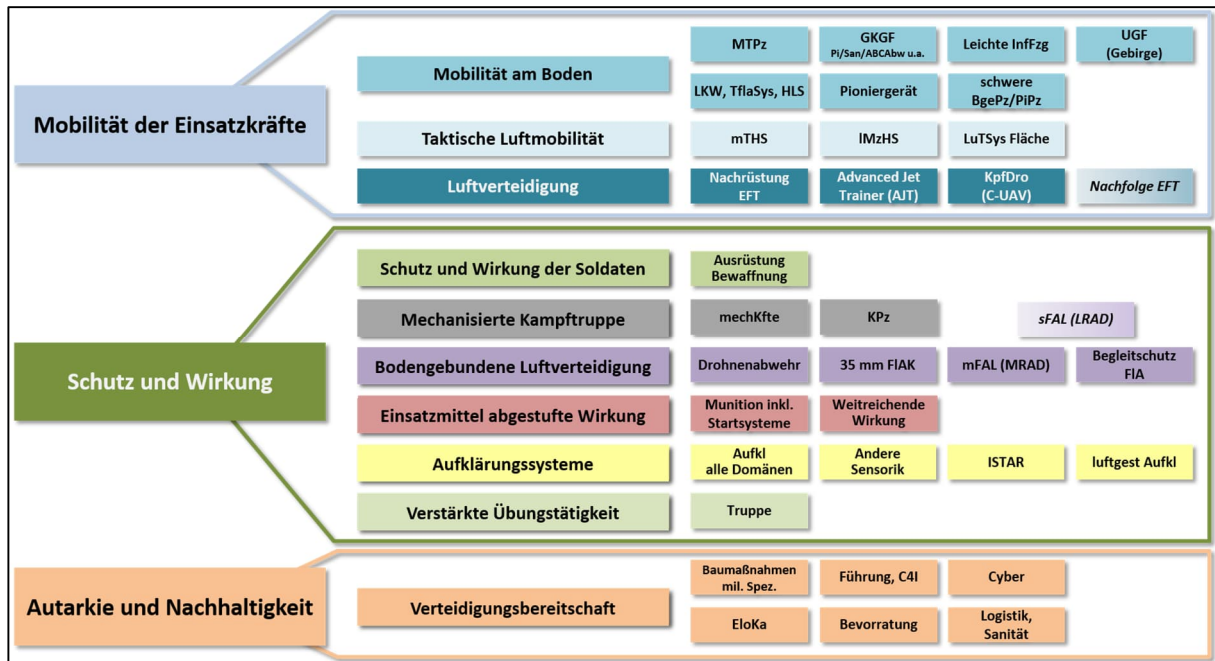 Mobilität der Einsatzkräfte
Mobilität am Boden
MTPz
GKGF
Pi/San/ABCAbw u.a.
Leichte InfFzg
UGF
(Gebirge)
LKW, TflaSys, HLS
Pioniergerät
schwere
BgePz/PiPz
Taktische Luftmobilität
mTHS
lMzHS
LuTSys Fläche
Luftverteidigung
Nachrüstung
EFT
Advanced Jet
Trainer (AJT)
KpfDro
(C-UAV)
Nachfolge EFT
Schutz und Wirkung
Schutz und Wirkung der Soldaten
Ausrüstung
Bewaffnung
Mechanisierte Kampftruppe
mechKfte
KPz
sFAL (LRAD)
Bodengebundene Luftverteidigung
Drohnenabwehr
35 mm FlAK
mFAL (MRAD)
Begleitschutz
FlA
Einsatzmittel abgestufte Wirkung
Munition inkl.
Startsysteme
Weitreichende
Wirkung
Aufklärungssysteme
Aufkl
alle Domänen
Andere
Sensorik
ISTAR
luftgest Aufkl
Verstärkte Übungstätigkeit
Truppe
Autarkie und Nachhaltigkeit
Verteidigungsbereitschaft
Baumaßnahmen
mil. Spez.
Führung, C4I
Cyber
EloKa
Bevorratung
Logistik,
Sanität